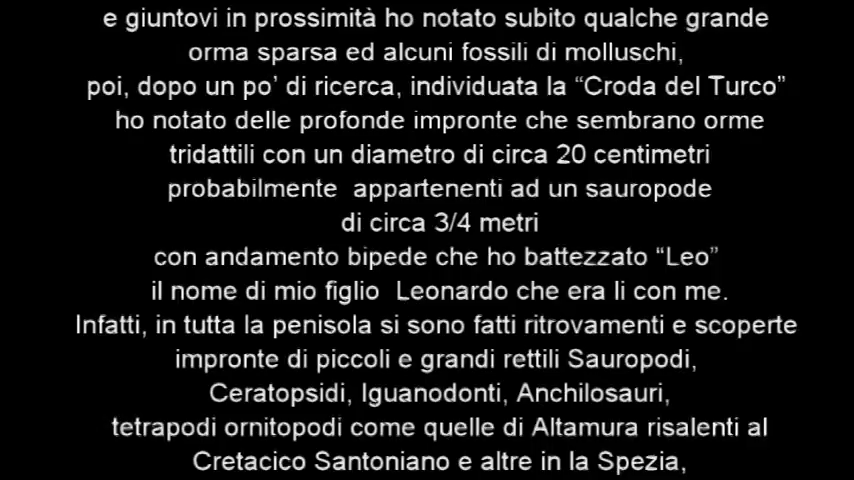 e giuntovi in prossimità ho notato subito qualche grande
orma sparsa ed alcuni fossili di molluschi,
poi, dopo un po' di ricerca, individuata la “Croda del Turco”
ho notato delle profonde impronte che sembrano orme
tridattili con un diametro di circa 20 centimetri
probabilmente  appartenenti ad un sauropode
di circa 3/4 metri
con andamento bipede che ho battezzato “Leo”
il nome di mio figlio  Leonardo che era li con me.
Infatti, in tutta la penisola si sono fatti ritrovamenti e scoperte
impronte di piccoli e grandi rettili Sauropodi,
Ceratopsidi, Iguanodonti, Anchilosauri,
tetrapodi ornitopodi come quelle di Altamura risalenti al
Cretacico Santoniano e altre in la Spezia,